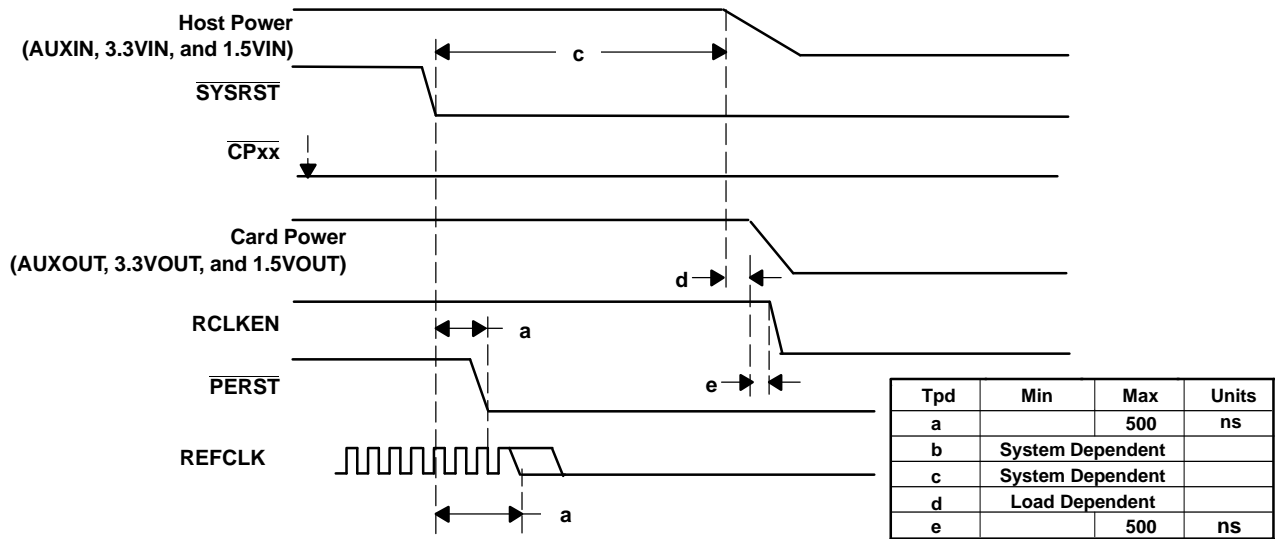 Host Power
(AUXIN, 3.3VIN, and 1.5VIN)
c
SYSRST
CPxx
Card Power
(AUXOUT, 3.3VOUT, and 1.5VOUT)
d
RCLKEN
a
PERST
e
REFCLK
a
Tpd Min Max Units
a 500 ns
b System Dependent
c System Dependent
d Load Dependent
e 500 ns